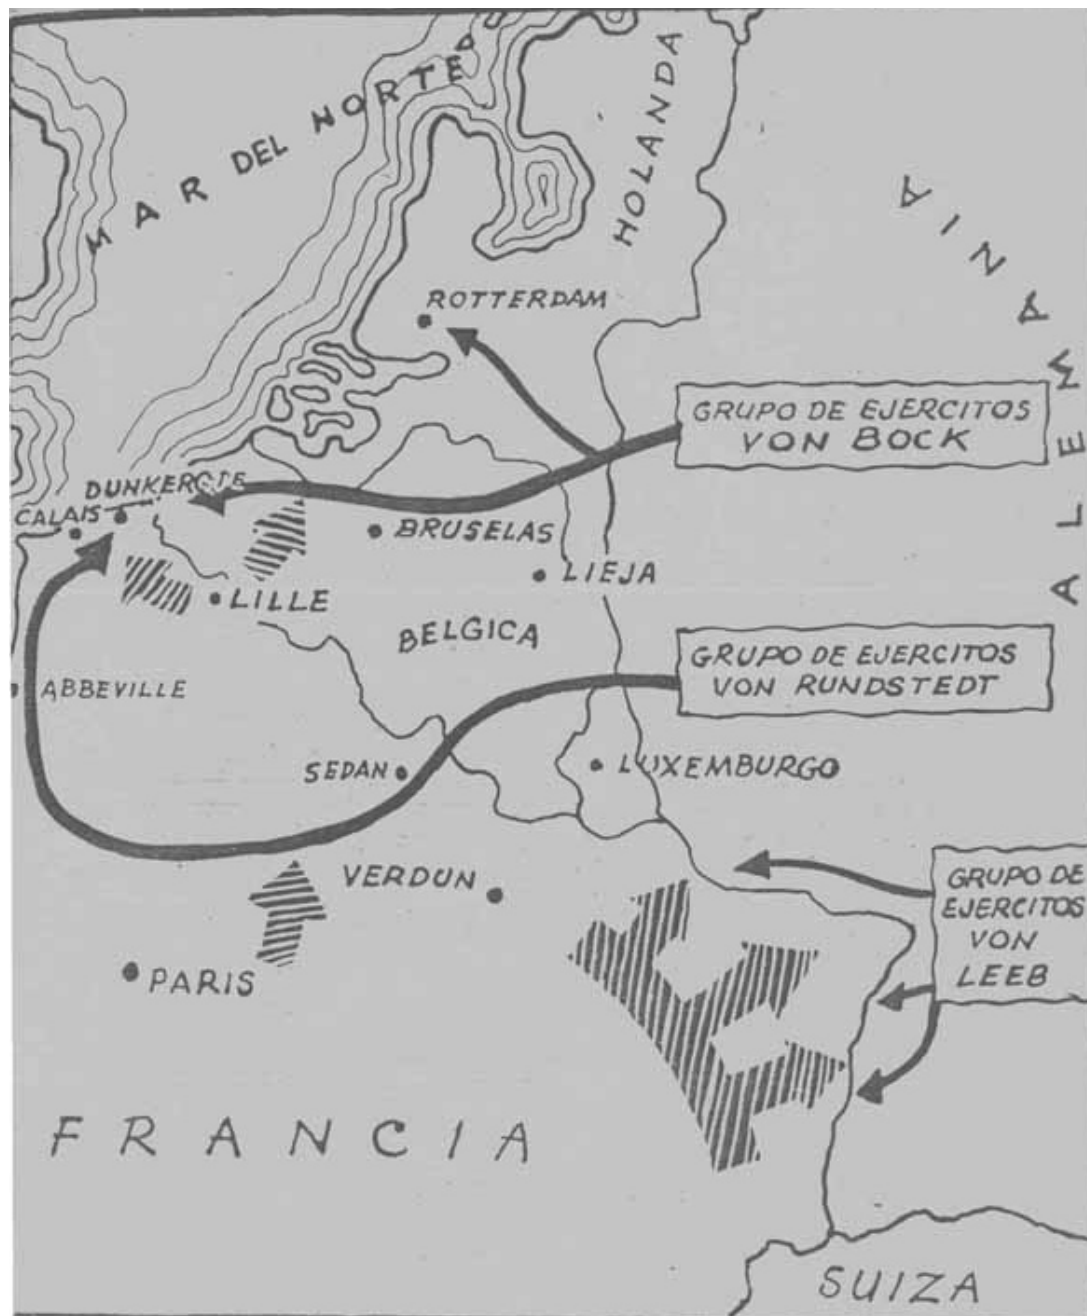 MAR DEL NORTE
HOLANDA
ALEMANIA
ROTTERDAM
GRUPO DE EJERCITOS
VON BOCK
DUNKERQUE
CALAIS
BRUSELAS
LIEJA
LILLE
BELGICA
GRUPO DE EJERCITOS
VON RUNDSTEDT
ABBEVILLE
SEDAN
LUXEMBURGO
VERDUN
GRUPO DE
EJERCITOS
VON
LEEB
PARIS
FRANCIA
SUIZA